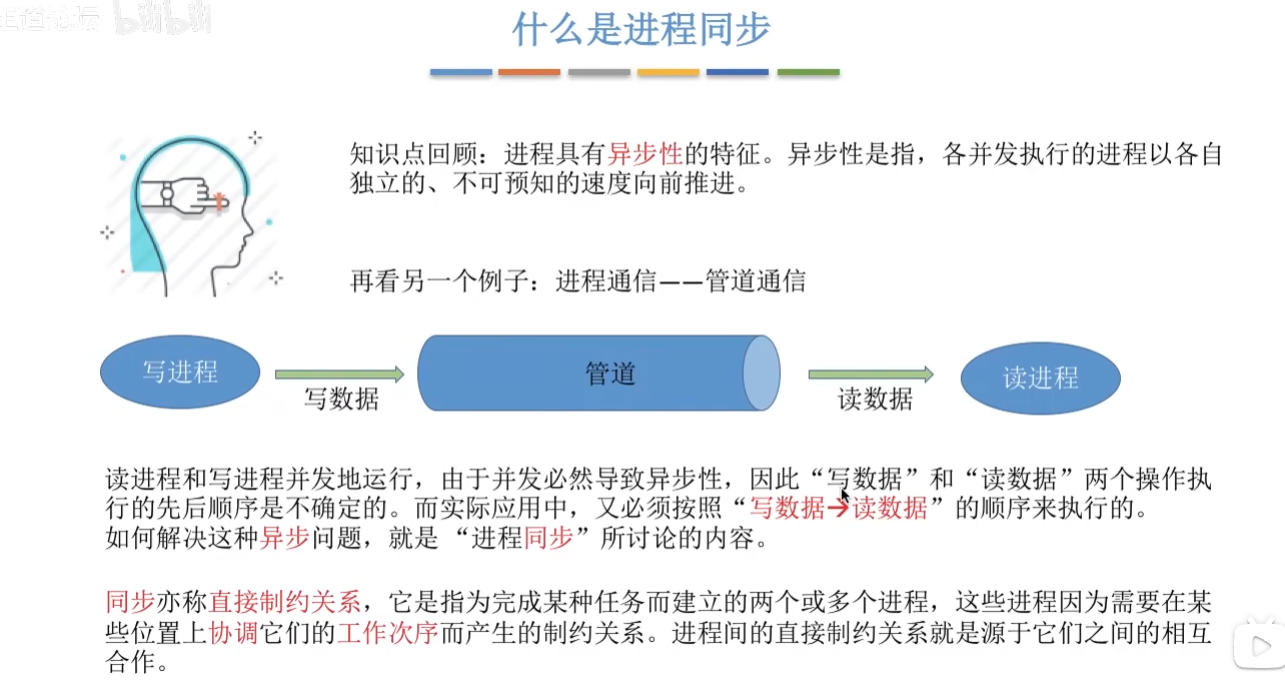 王道论坛 bilibili
什么是进程同步
知识点回顾：进程具有异步性的特征。异步性是指，各并发执行的进程以各自
独立的、不可预知的速度向前推进。
再看另一个例子：进程通信——管道通信
写进程
写数据
管道
读数据
读进程
读进程和写进程并发地运行，由于并发必然导致异步性，因此“写数据”和“读数据”两个操作执
行的先后顺序是不确定的。而实际应用中，又必须按照“写数据→读数据”的顺序来执行的。
如何解决这种异步问题，就是 “进程同步”所讨论的内容。
同步亦称直接制约关系，它是指为完成某种任务而建立的两个或多个进程，这些进程因为需要在某
些位置上协调它们的工作次序而产生的制约关系。进程间的直接制约关系就是源于它们之间的相互
合作。